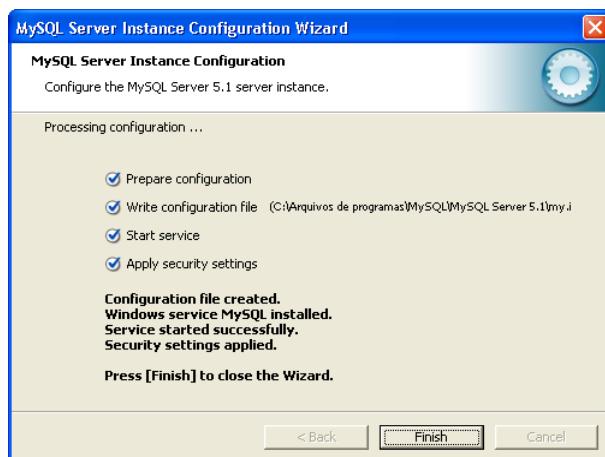 MySQL Server Instance Configuration Wizard
MySQL Server Instance Configuration
Configure the MySQL Server 5.1 server instance.
Processing configuration ...
Prepare configuration
Write configuration file (C:\Arquivos de programas\MySQL\MySQL Server 5.1\my.i
Start service
Apply security settings
Configuration file created.
Windows service MySQL installed.
Service started successfully.
Security settings applied.
Press [Finish] to close the Wizard.
< Back Finish Cancel